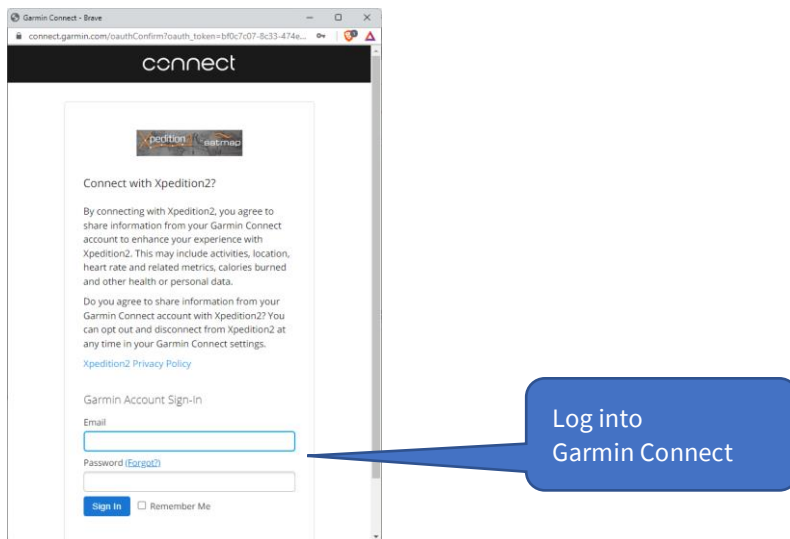 Garmin Connect - Brave
connect.garmin.com/oauthConfirm?oauth_token=bf0c7c07-8c33-474e...
connect
Xpedition2 satmap
Connect with Xpedition2?
By connecting with Xpedition2, you agree to
share information from your Garmin Connect
account to enhance your experience with
Xpedition2. This may include activities, location,
heart rate and related metrics, calories burned
and other health or personal data.
Do you agree to share information from your
Garmin Connect account with Xpedition2? You
can opt out and disconnect from Xpedition2 at
any time in your Garmin Connect settings.
Xpedition2 Privacy Policy
Garmin Account Sign-In
Email
Password (Forgot?)
Sign In Remember Me
Log into
Garmin Connect